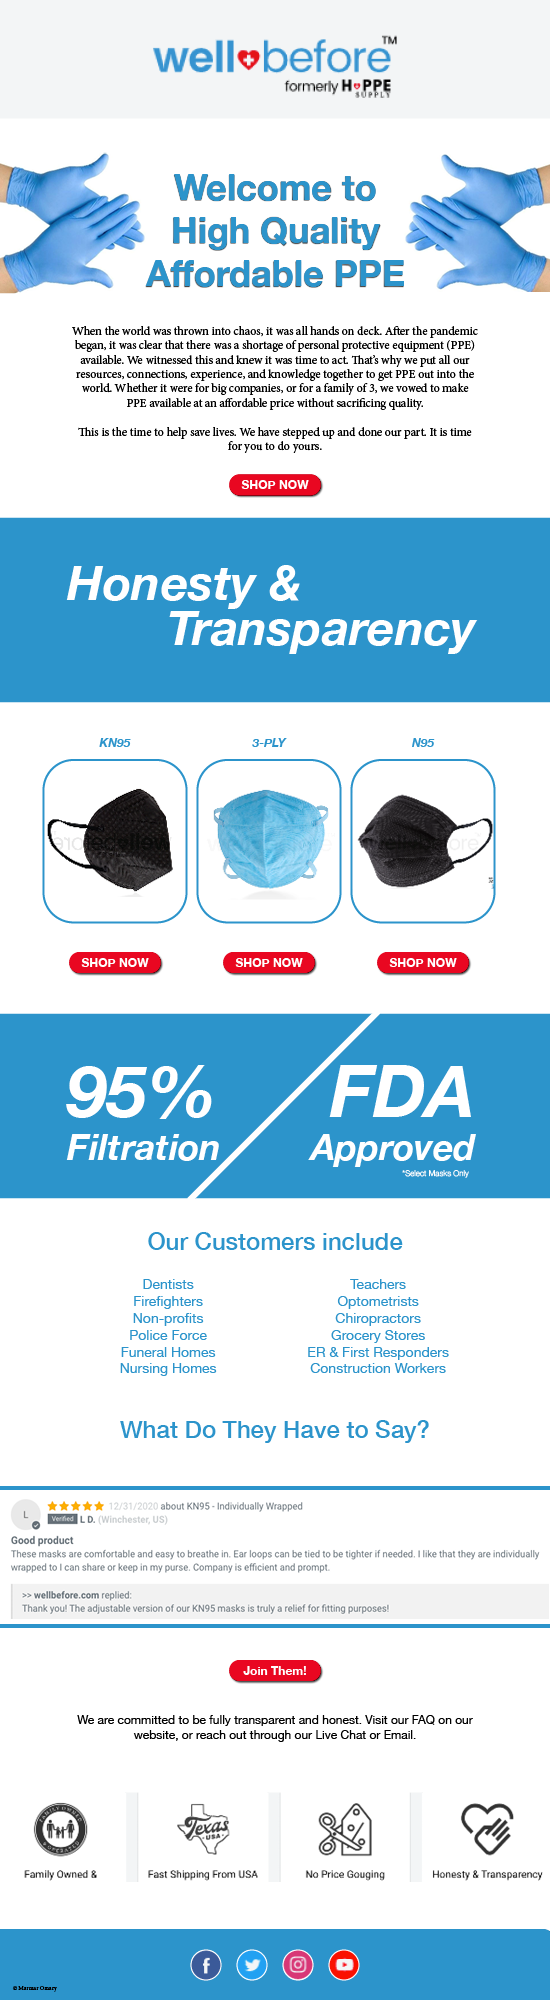 well before™
formerly H PPE
SUPPLY
Welcome to
High Quality
Affordable PPE
When the world was thrown into chaos, it was all hands on deck. After the pandemic
began, it was clear that there was a shortage of personal protective equipment (PPE)
available. We witnessed this and knew it was time to act. That's why we put all our
resources, connections, experience, and knowledge together to get PPE out into the
world. Whether it were for big companies, or for a family of 3, we vowed to make
PPE available at an affordable price without sacrificing quality.
This is the time to help save lives. We have stepped up and done our part. It is time
for you to do yours.
SHOP NOW
Honesty &
Transparency
KN95 3-PLY N95
SHOP NOW SHOP NOW SHOP NOW
95% FDA
Filtration Approved
*Select Masks Only
Our Customers include
Dentists Teachers
Firefighters Optometrists
Non-profits Chiropractors
Police Force Grocery Stores
Funeral Homes ER & First Responders
Nursing Homes Construction Workers
What Do They Have to Say?
L 12/31/2020 about KN95 - Individually Wrapped
Verified L D. (Winchester, US)
Good product
These masks are comfortable and easy to breathe in. Ear loops can be tied to be tighter if needed. I like that they are individually
wrapped to I can share or keep in my purse. Company is efficient and prompt.
>> wellbefore.com replied:
Thank you! The adjustable version of our KN95 masks is truly a relief for fitting purposes!
Join Them!
We are committed to be fully transparent and honest. Visit our FAQ on our
website, or reach out through our Live Chat or Email.
FAMILY OWNED
& OPERATED
Texas
USA
Family Owned & Fast Shipping From USA No Price Gouging Honesty & Transparency